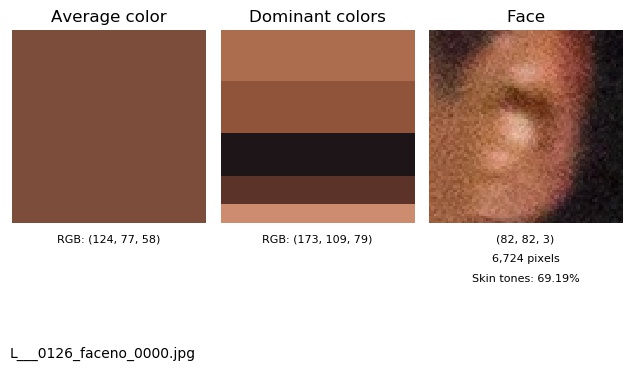 Average color
Dominant colors
Face
RGB: (124, 77, 58)
RGB: (173, 109, 79)
(82, 82, 3)
6,724 pixels
Skin tones: 69.19%
L___0126_faceno_0000.jpg